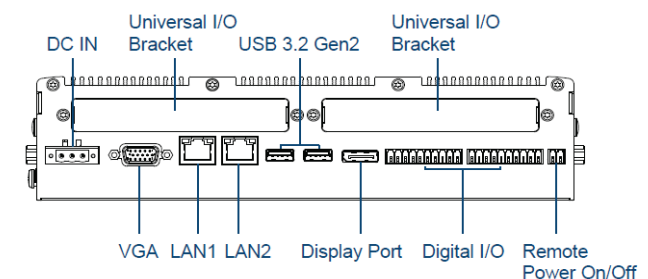 Universal I/O
Bracket
Universal I/O
Bracket
DC IN
USB 3.2 Gen2
VGA
LAN1
LAN2
Display Port
Digital I/O
Remote
Power On/Off